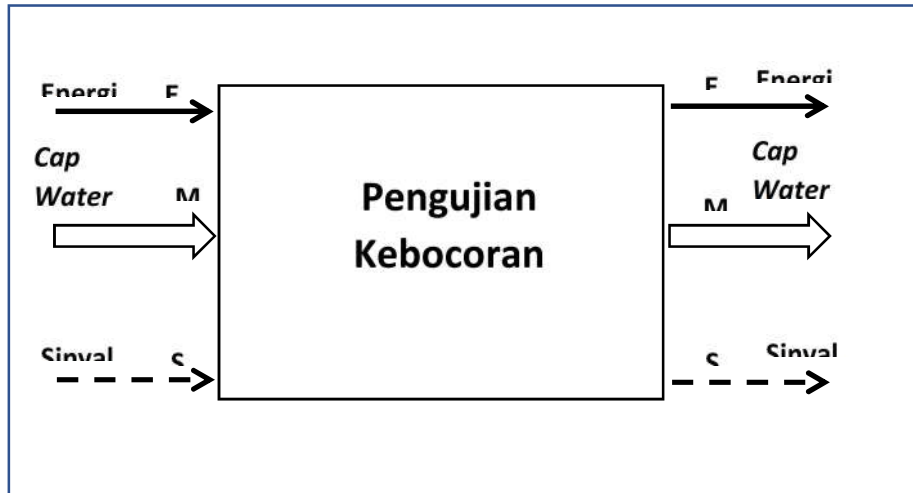 Energi E
Cap
Water M
Sinyal S
Pengujian
Kebocoran
E Energi
Cap
M Water
S Sinyal